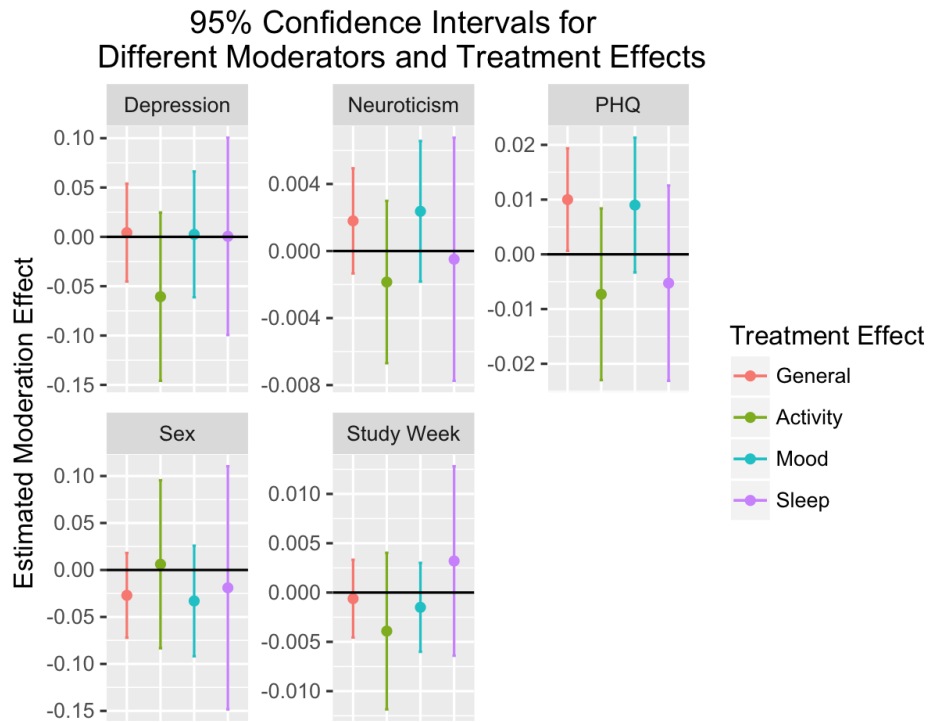 95% Confidence Intervals for
Different Moderators and Treatment Effects
Estimated Moderation Effect
Depression
0.10
0.05
0.00
-0.05
-0.10
-0.15
Neuroticism
0.004
0.000
-0.004
-0.008
PHQ
0.02
0.01
0.00
-0.01
-0.02
Sex
0.10
0.05
0.00
-0.05
-0.10
-0.15
Study Week
0.010
0.005
0.000
-0.005
-0.010
Treatment Effect
General
Activity
Mood
Sleep